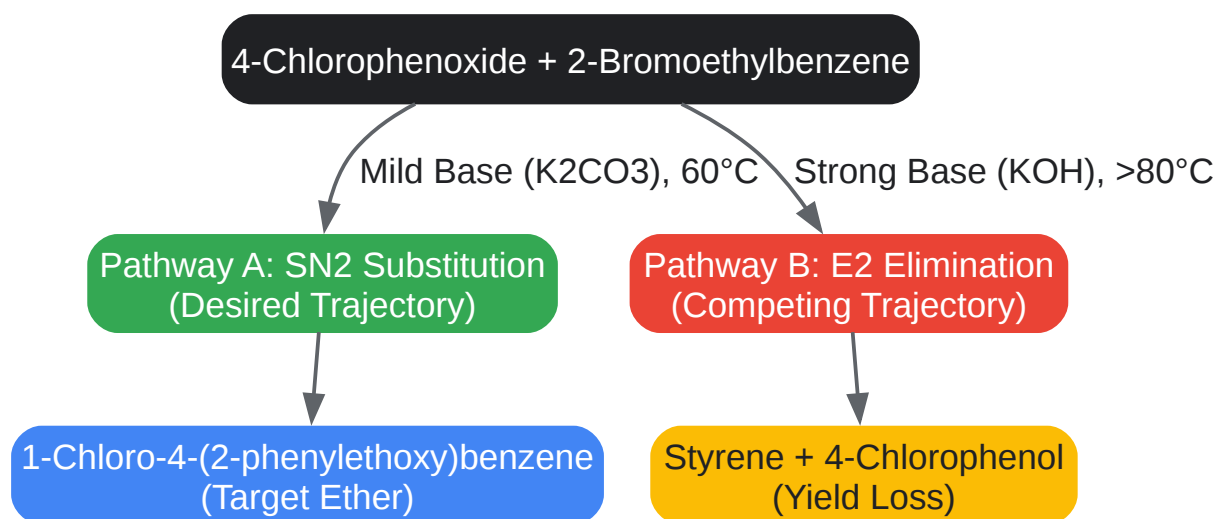 4-Chlorophenoxide + 2-Bromoethylbenzene
Mild Base (K2CO3), 60°C
Strong Base (KOH), >80°C
Pathway A: SN2 Substitution
(Desired Trajectory)
Pathway B: E2 Elimination
(Competing Trajectory)
1-Chloro-4-(2-phenylethoxy)benzene
(Target Ether)
Styrene + 4-Chlorophenol
(Yield Loss)